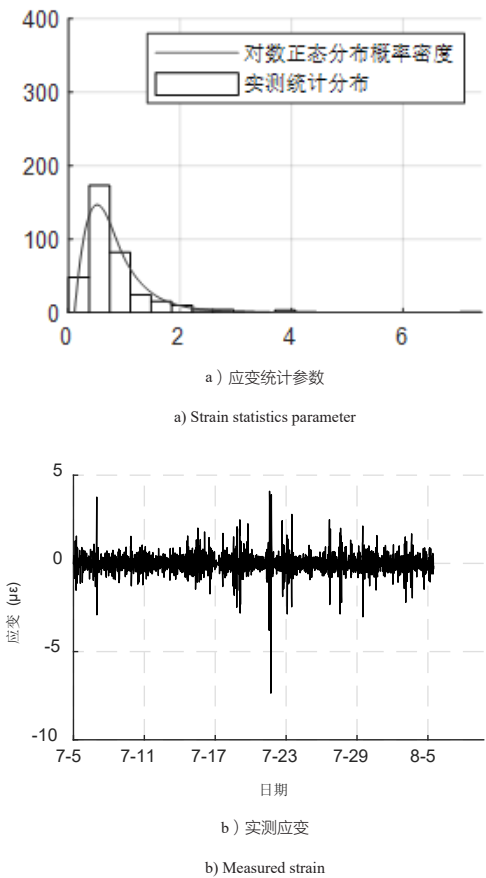 400
300
200
100
0
对数正态分布概率密度
实测统计分布
0 2 4 6
a）应变统计参数
a) Strain statistics parameter
5
0
-5
-10
应变 (με)
7-5 7-11 7-17 7-23 7-29 8-5
日期
b）实测应变
b) Measured strain